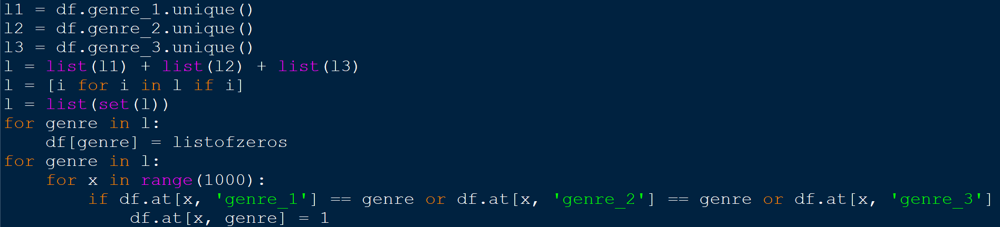 l1 = df.genre_1.unique()
l2 = df.genre_2.unique()
l3 = df.genre_3.unique()
l = list(l1) + list(l2) + list(l3)
l = [i for i in l if i]
l = list(set(l))
for genre in l:
    df[genre] = listofzeros
for genre in l:
    for x in range(1000):
        if df.at[x, 'genre_1'] == genre or df.at[x, 'genre_2'] == genre or df.at[x, 'genre_3']
            df.at[x, genre] = 1